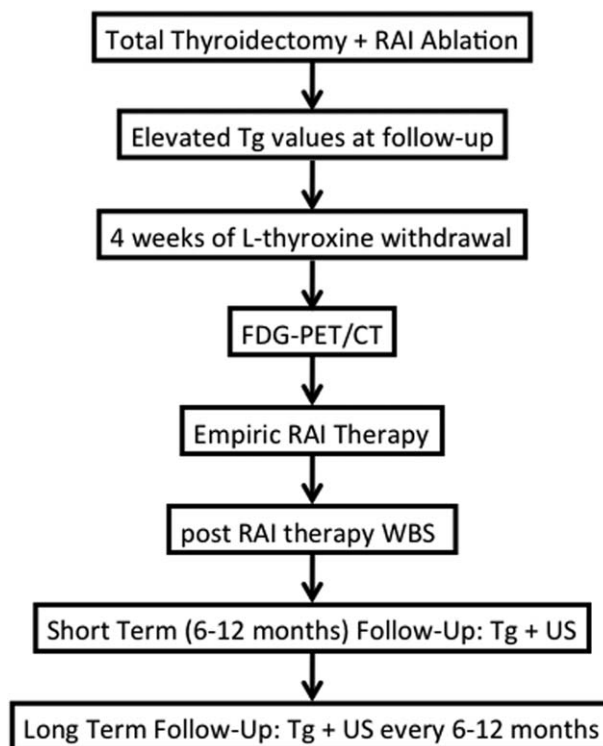 Total Thyroidectomy + RAI Ablation
Elevated Tg values at follow-up
4 weeks of L-thyroxine withdrawal
FDG-PET/CT
Empiric RAI Therapy
post RAI therapy WBS
Short Term (6-12 months) Follow-Up: Tg + US
Long Term Follow-Up: Tg + US every 6-12 months